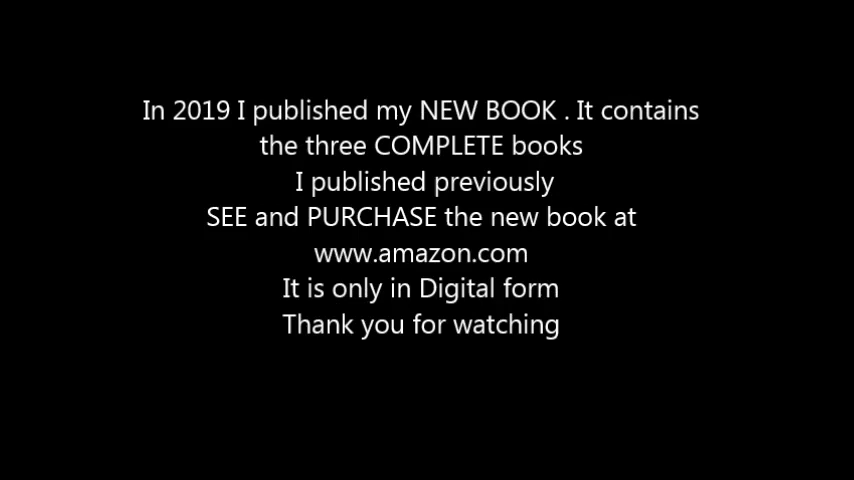 In 2019 I published my NEW BOOK . It contains
the three COMPLETE books
I published previously
SEE and PURCHASE the new book at
www.amazon.com
It is only in Digital form
Thank you for watching